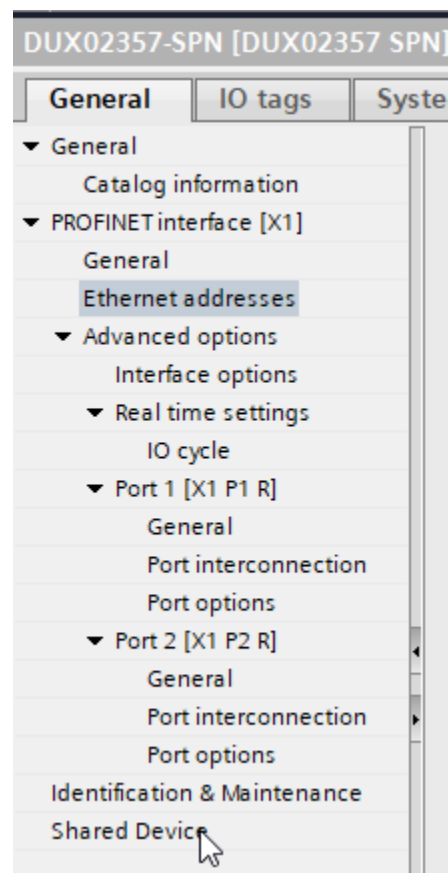 DUX02357-SPN [DUX02357 SPN]
General IO tags Syste
General
Catalog information
PROFINET interface [X1]
General
Ethernet addresses
Advanced options
Interface options
Real time settings
IO cycle
Port 1 [X1 P1 R]
General
Port interconnection
Port options
Port 2 [X1 P2 R]
General
Port interconnection
Port options
Identification & Maintenance
Shared Device